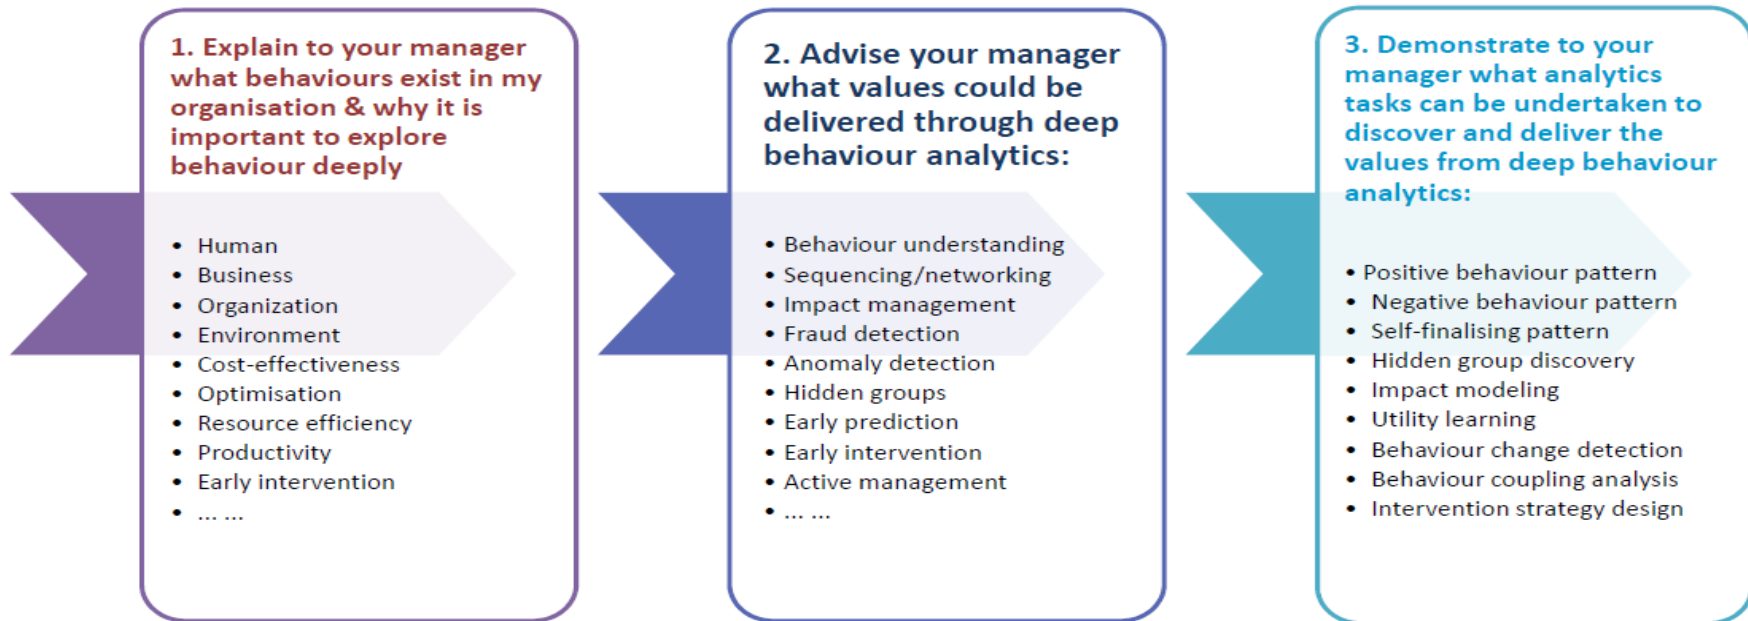 1. Explain to your manager
what behaviours exist in my
organisation & why it is
important to explore
behaviour deeply
• Human
• Business
• Organization
• Environment
• Cost-effectiveness
• Optimisation
• Resource efficiency
• Productivity
• Early intervention
• ... ...
2. Advise your manager
what values could be
delivered through deep
behaviour analytics:
• Behaviour understanding
• Sequencing/networking
• Impact management
• Fraud detection
• Anomaly detection
• Hidden groups
• Early prediction
• Early intervention
• Active management
• ... ...
3. Demonstrate to your
manager what analytics
tasks can be undertaken to
discover and deliver the
values from deep behaviour
analytics:
• Positive behaviour pattern
• Negative behaviour pattern
• Self-finalising pattern
• Hidden group discovery
• Impact modeling
• Utility learning
• Behaviour change detection
• Behaviour coupling analysis
• Intervention strategy design